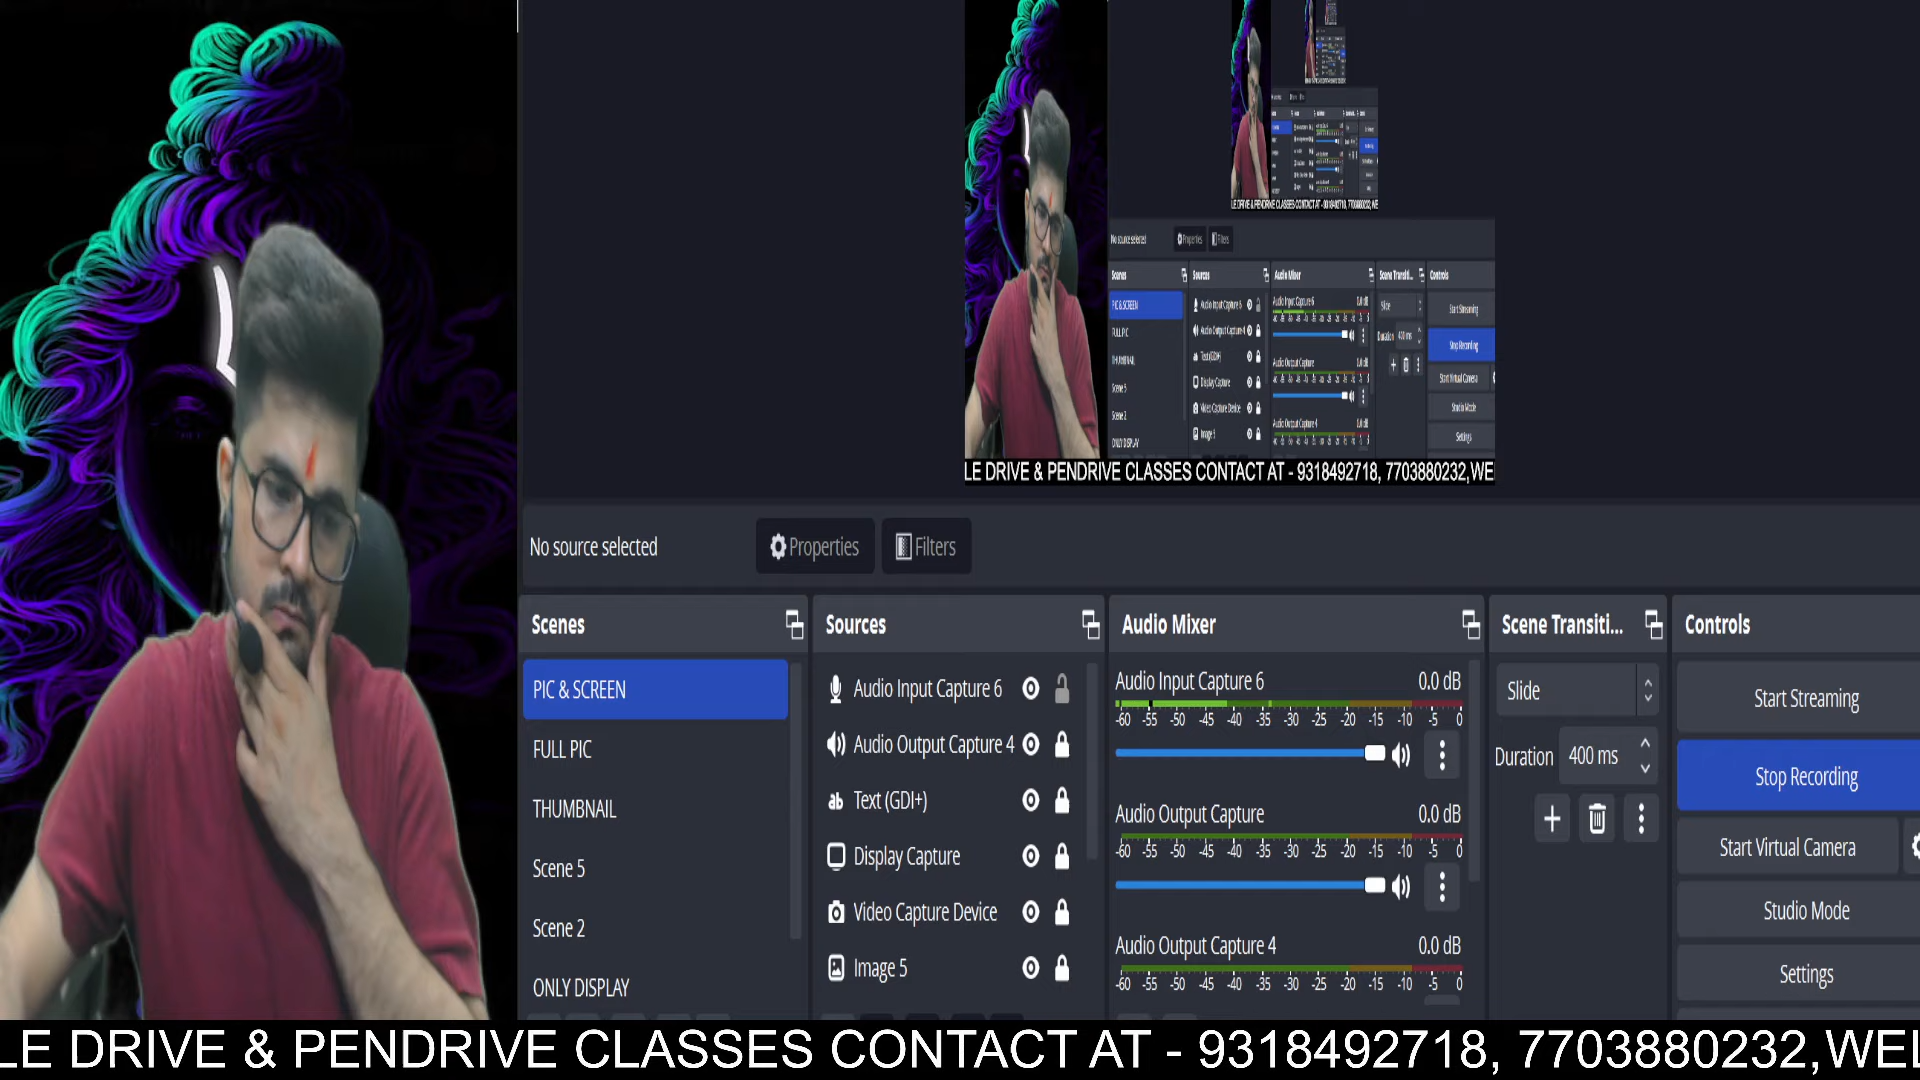 LE DRIVE & PENDRIVE CLASSES CONTACT AT - 9318492718, 7703880232,WE
No source selected
Properties
Filters
Scenes
Sources
Audio Mixer
Scene Transiti...
Controls
PIC & SCREEN
FULL PIC
THUMBNAIL
Scene 5
Scene 2
ONLY DISPLAY
Audio Input Capture 6
Audio Output Capture 4
Text (GDI+)
Display Capture
Video Capture Device
Image 5
Audio Input Capture 6 0.0 dB
-60 -55 -50 -45 -40 -35 -30 -25 -20 -15 -10 -5 0
Audio Output Capture 0.0 dB
-60 -55 -50 -45 -40 -35 -30 -25 -20 -15 -10 -5 0
Audio Output Capture 4 0.0 dB
-60 -55 -50 -45 -40 -35 -30 -25 -20 -15 -10 -5 0
Slide
Duration 400 ms
Start Streaming
Stop Recording
Start Virtual Camera
Studio Mode
Settings
LE DRIVE & PENDRIVE CLASSES CONTACT AT - 9318492718, 7703880232,WEL